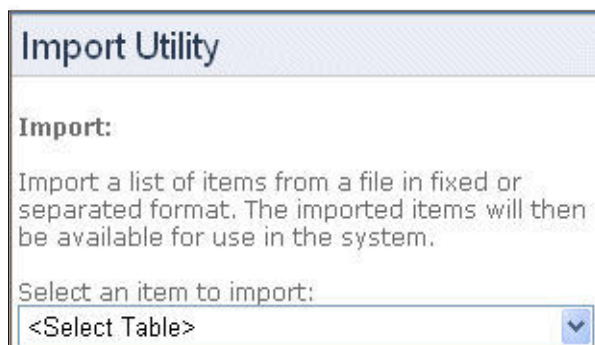 Import Utility
Import:
Import a list of items from a file in fixed or
separated format. The imported items will then
be available for use in the system.
Select an item to import:
<Select Table>